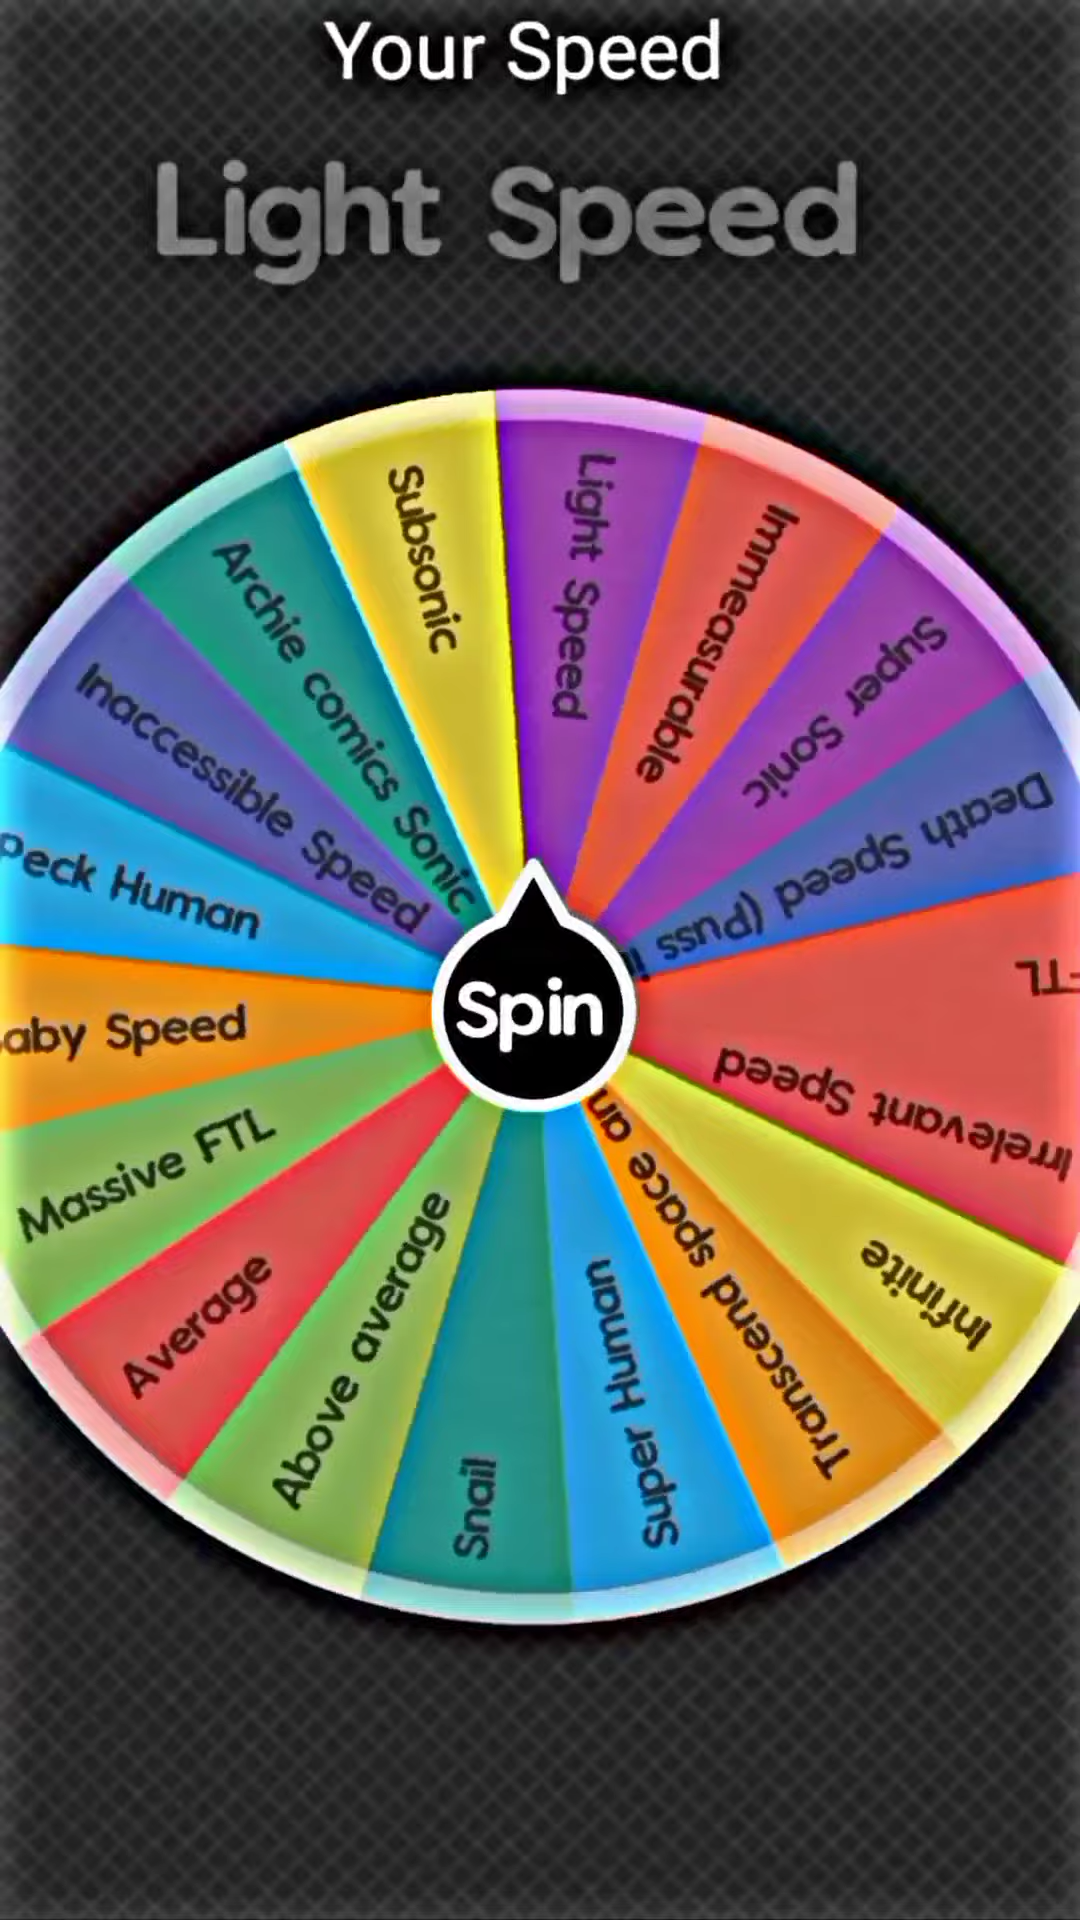 Your Speed
Light Speed
Light Speed
Immeasurable
Super Sonic
Death Speed (Puss i
FTL
Irrelevant Speed
Infinite
Transcend space an
Super Human
Snail
Above average
Average
Massive FTL
aby Speed
Peck Human
Inaccessible Speed
Archie comics Sonic
Subsonic
Spin